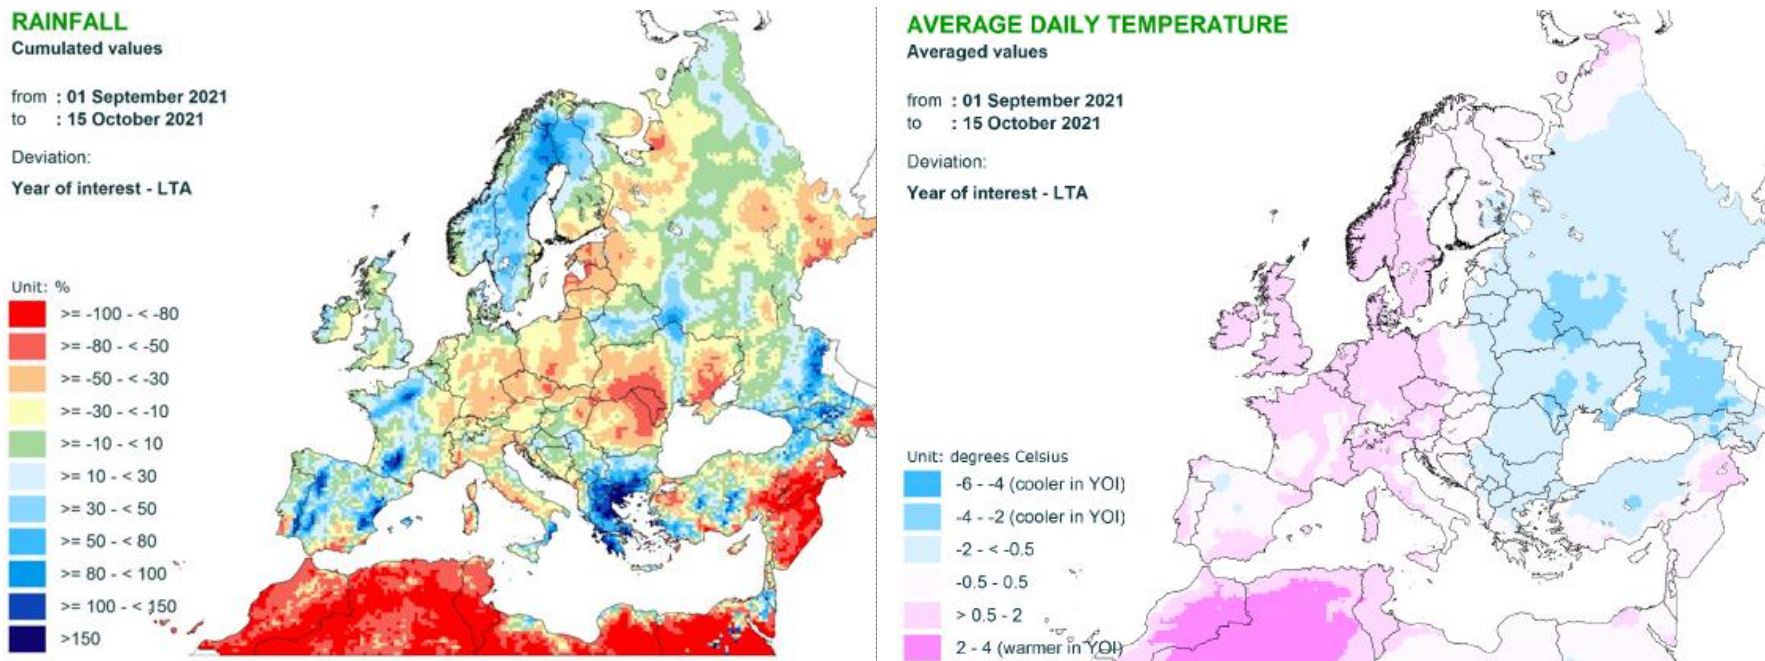 RAINFALL
Cumulated values
from : 01 September 2021
to : 15 October 2021
Deviation:
Year of interest - LTA
Unit: %
>= -100 - < -80
>= -80 - < -50
>= -50 - < -30
>= -30 - < -10
>= -10 - < 10
>= 10 - < 30
>= 30 - < 50
>= 50 - < 80
>= 80 - < 100
>= 100 - < 150
>150
AVERAGE DAILY TEMPERATURE
Averaged values
from : 01 September 2021
to : 15 October 2021
Deviation:
Year of interest - LTA
Unit: degrees Celsius
-6 - -4 (cooler in YOI)
-4 - -2 (cooler in YOI)
-2 - < -0.5
-0.5 - 0.5
> 0.5 - 2
2 - 4 (warmer in YOI)